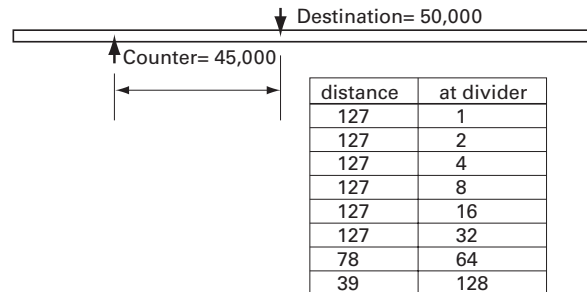 Destination= 50,000
Counter= 45,000
distance at divider
127 1
127 2
127 4
127 8
127 16
127 32
78 64
39 128